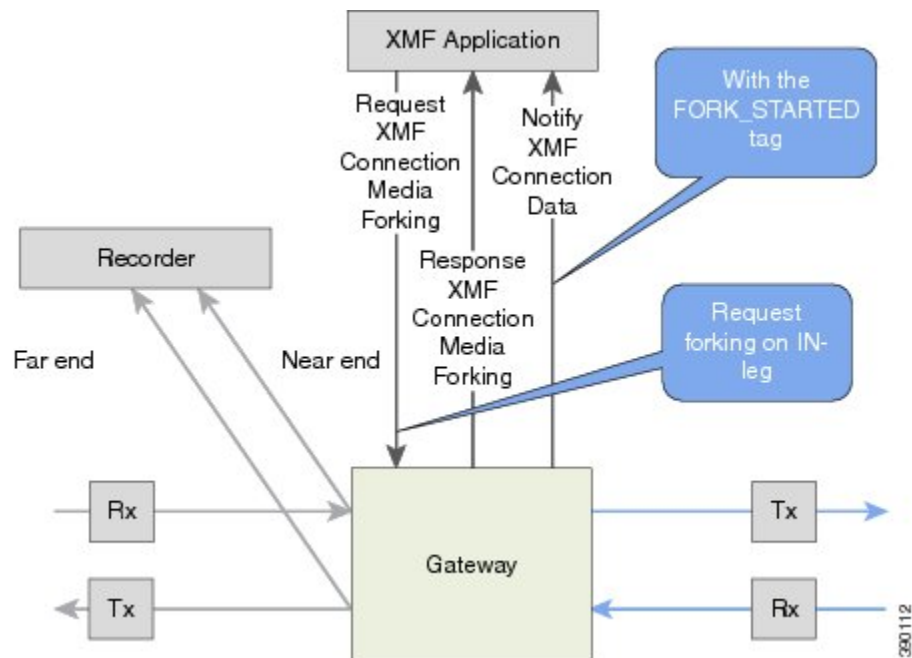 XMF Application
Request
XMF
Connection
Media
Forking
Notify
XMF
Connection
Data
With the
FORK_STARTED
tag
Recorder
Response
XMF
Connection
Media
Forking
Request
forking on IN-
leg
Far end
Near end
Rx
Tx
Gateway
Tx
Rx
390112